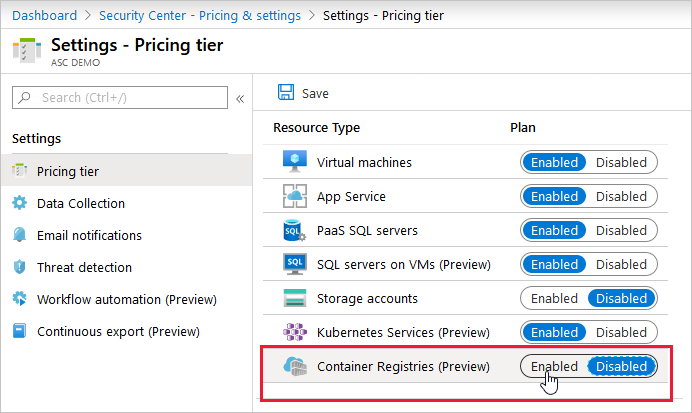 Dashboard > Security Center - Pricing & settings > Settings - Pricing tier
Settings - Pricing tier
ASC DEMO
Search (Ctrl+/)
«
Settings
Pricing tier
Data Collection
Email notifications
Threat detection
Workflow automation (Preview)
Continuous export (Preview)
Save
Resource Type Plan
Virtual machines Enabled Disabled
App Service Enabled Disabled
SQL PaaS SQL servers Enabled Disabled
SQL SQL servers on VMs (Preview) Enabled Disabled
Storage accounts Enabled Disabled
Kubernetes Services (Preview) Enabled Disabled
Container Registries (Preview) Enabled Disabled